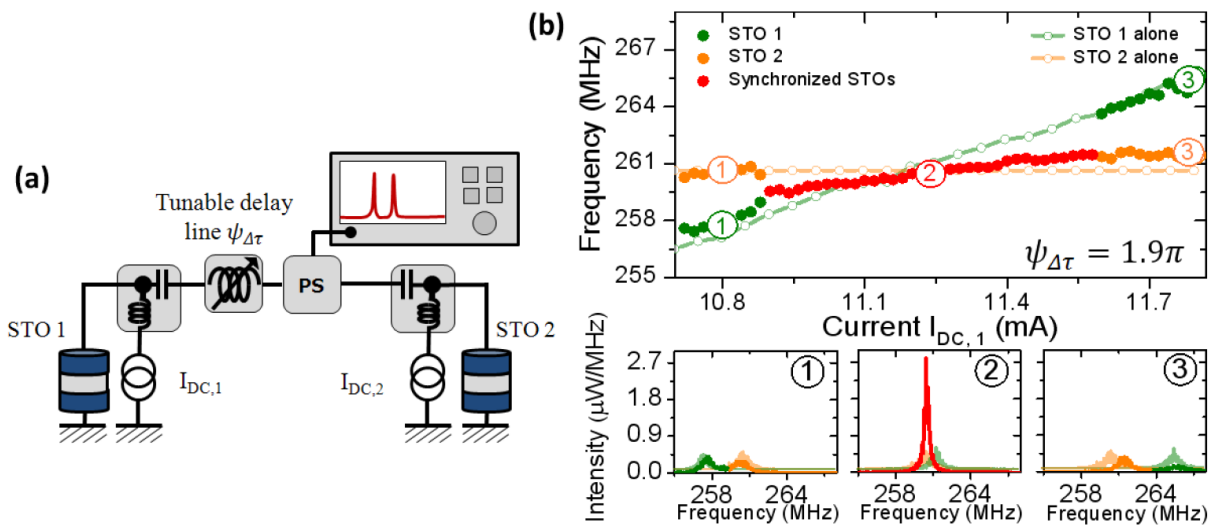 (a)
Tunable delay
line ψΔτ
PS
STO 1
STO 2
IDC,1
IDC,2
(b)
Frequency (MHz)
267
264
261
258
255
STO 1
STO 2
Synchronized STOs
STO 1 alone
STO 2 alone
1
1
2
3
3
ψΔτ = 1.9π
10.8
11.1
11.4
11.7
Current IDC, 1 (mA)
Intensity (μW/MHz)
2.7
1.8
0.9
0.0
1
2
3
258
264
258
264
258
264
Frequency (MHz)
Frequency (MHz)
Frequency (MHz)